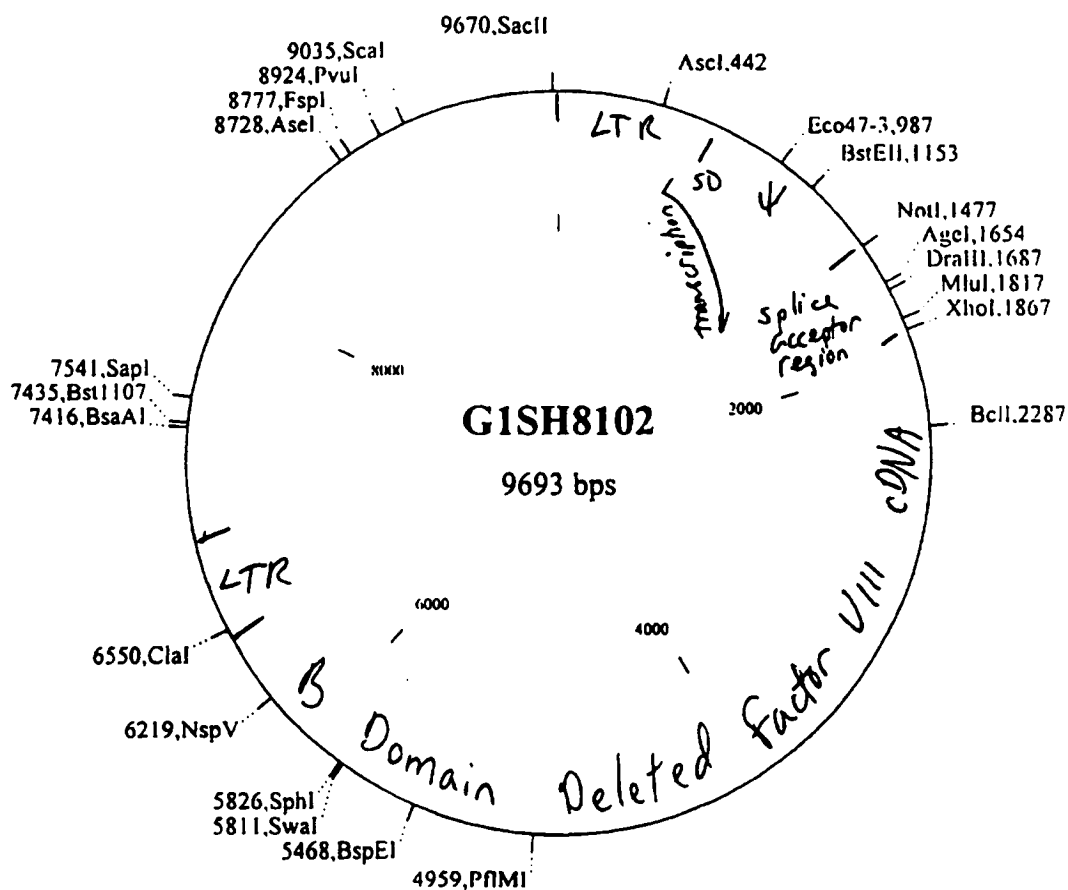 9670,SacII
9035,ScaI
8924,PvuI
8777,FspI
8728,AseI
AscI,442
Eco47-3,987
BstEII,1153
NotI,1477
AgeI,1654
DraIII,1687
MluI,1817
XhoI,1867
BclI,2287
LTR
SD
ψ
transcription
splice
acceptor
region
7541,SapI
7435,Bst1107
7416,BsaAI
8000
2000
G1SH8102
9693 bps
cDNA
LTR
6000
4000
6550,ClaI
6219,NspV
B Domain Deleted Factor VIII
5826,SphI
5811,SwaI
5468,BspEI
4959,PflMI